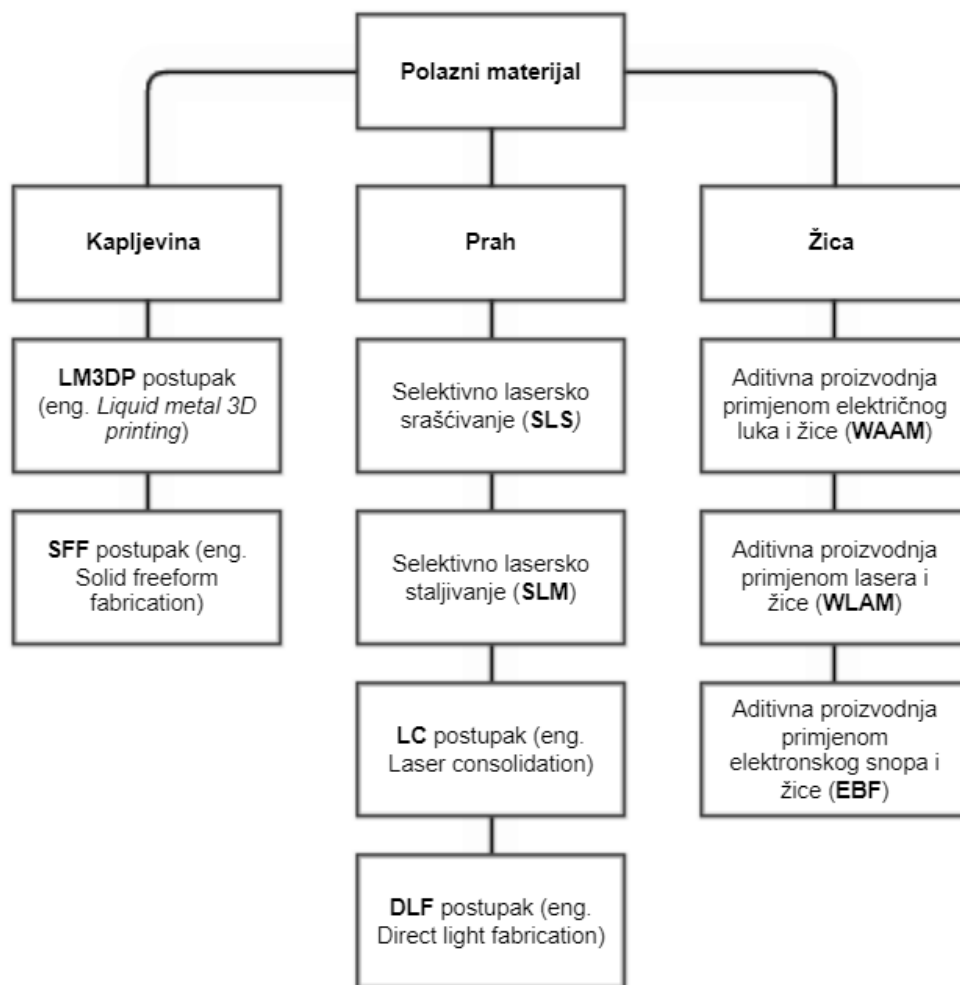 Polazni materijal
Kapljevina
LM3DP postupak
(eng. Liquid metal 3D
printing)
SFF postupak (eng.
Solid freeform
fabrication)
Prah
Selektivno lasersko
srašćivanje (SLS)
Selektivno lasersko
staljivanje (SLM)
LC postupak (eng.
Laser consolidation)
DLF postupak (eng.
Direct light fabrication)
Žica
Aditivna proizvodnja
primjenom električnog
luka i žice (WAAM)
Aditivna proizvodnja
primjenom lasera i
žice (WLAM)
Aditivna proizvodnja
primjenom
elektronskog snopa i
žice (EBF)